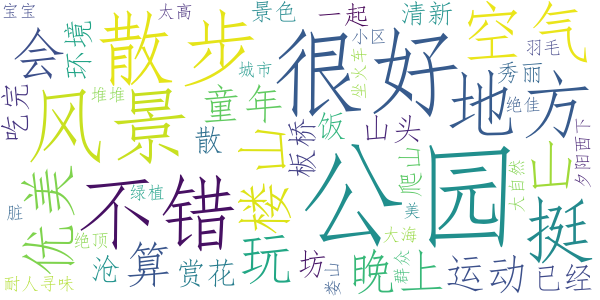 宝宝
太高
景色
一起
清新
会
环境
散步
很好
小区
空气
羽毛
坐火车
城市
秀丽
吃完
堆堆
童年
地方
绝佳
风景
饭
散
山
板桥
山头
优美
不错
楼
公园
爬山
山
夕阳西下
大自然
绿植
脏
美
挺
绝顶
大海
沧
算
赏花
玩
坊
娄山
晚上
群众
运动
已经
耐人寻味